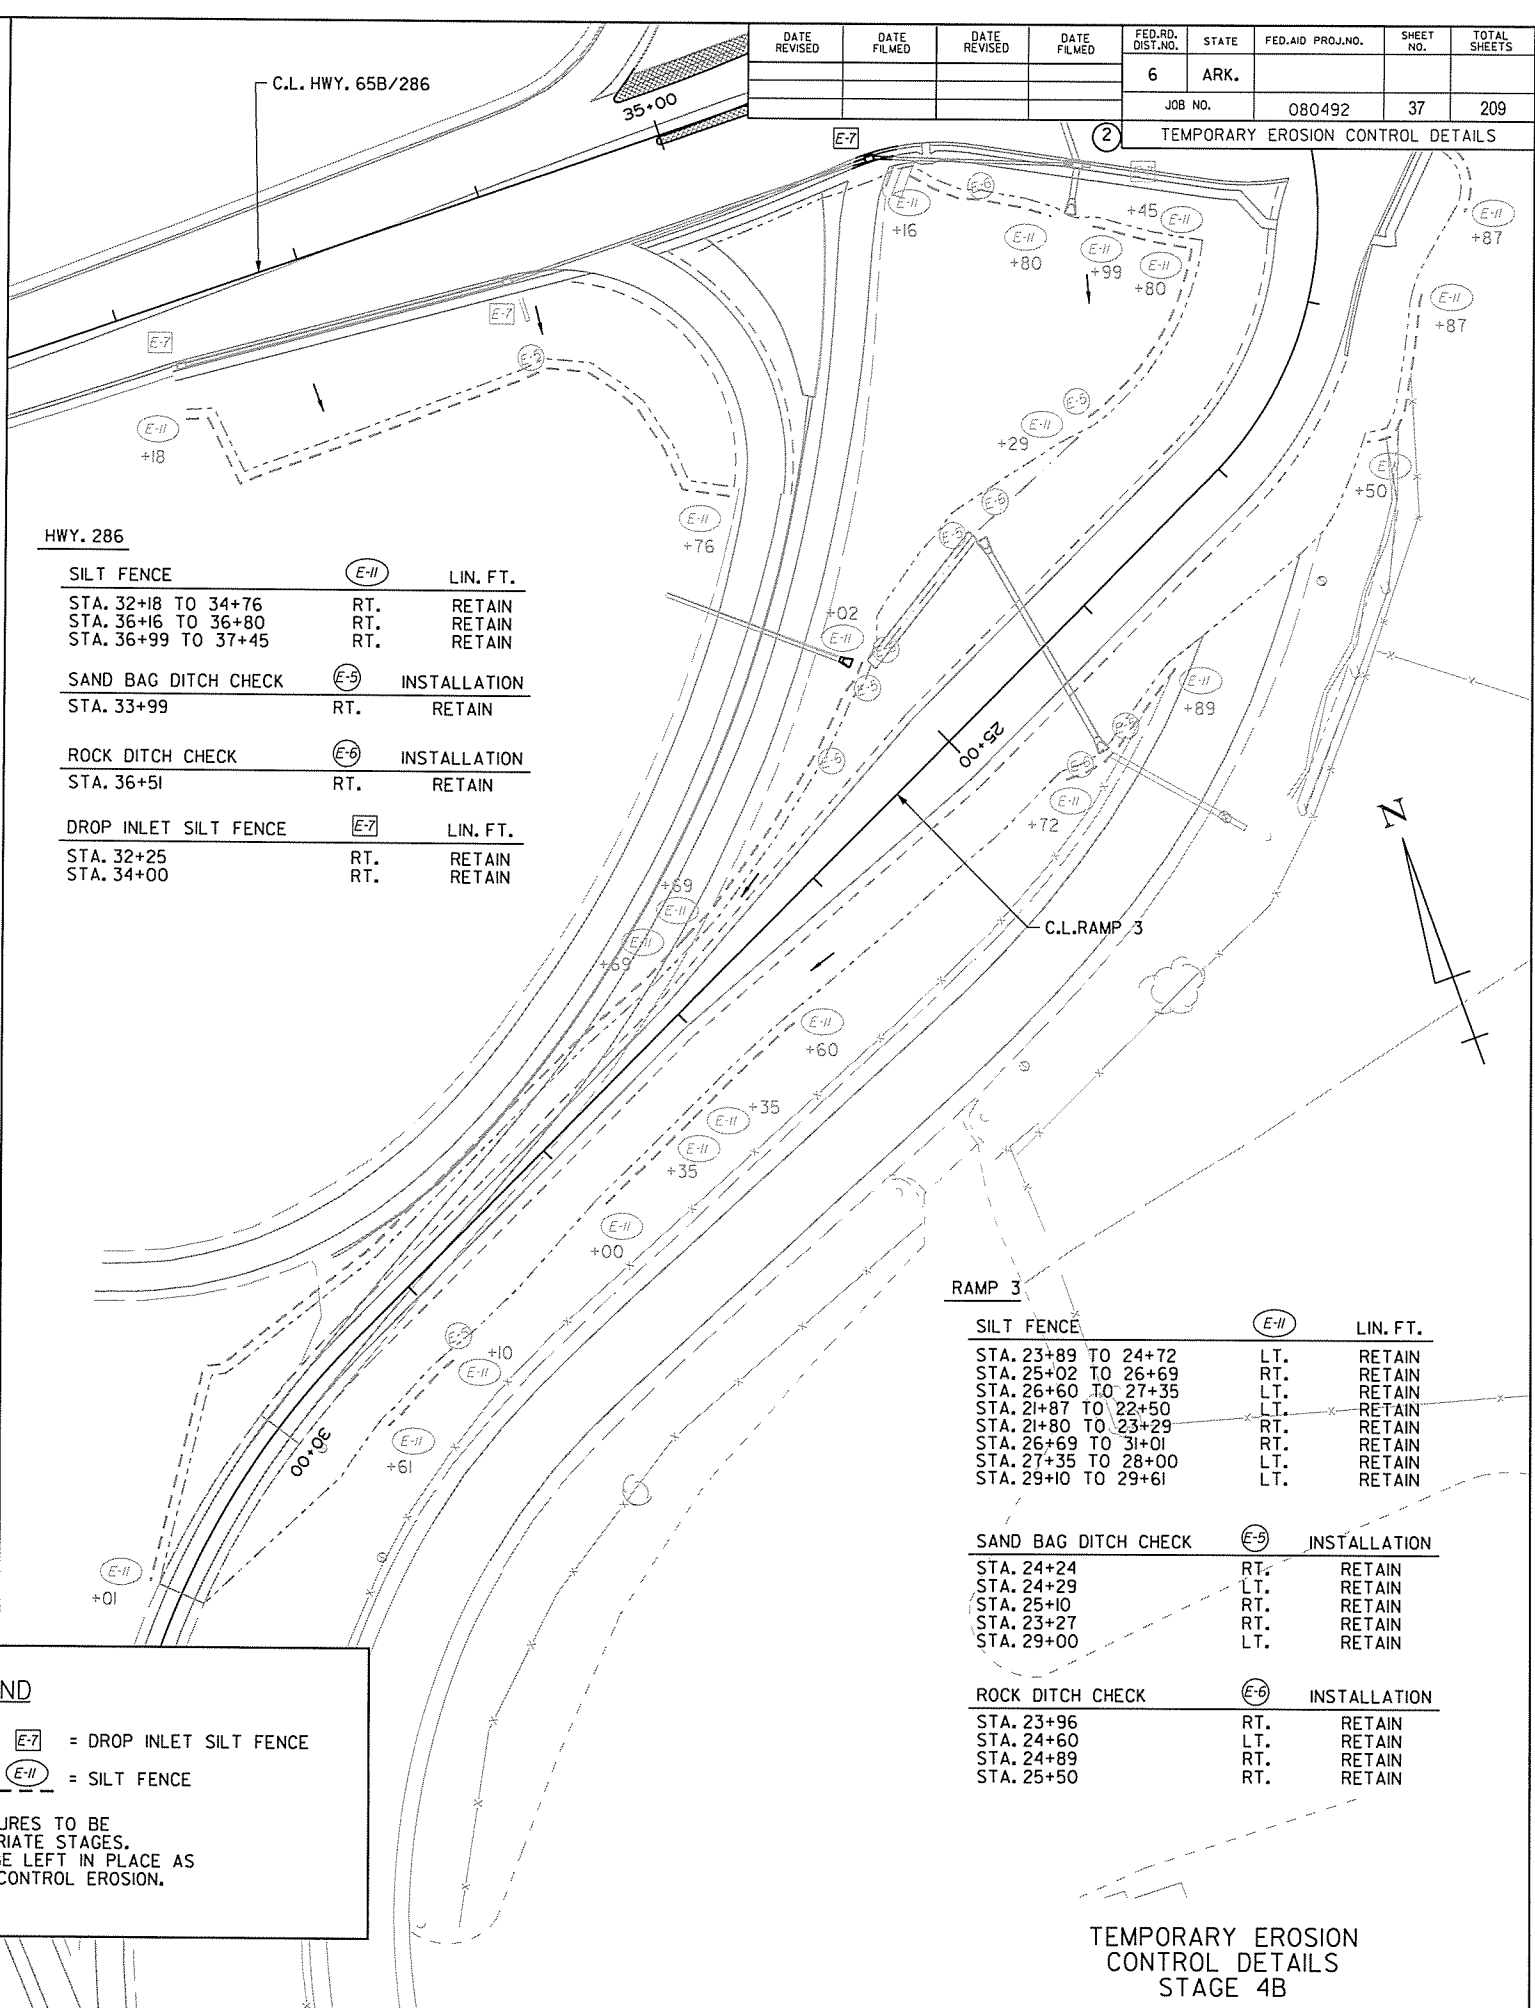 DATE REVISED DATE FILMED DATE REVISED DATE FILMED FED.RD. DIST.NO. STATE FED.AID PROJ.NO. SHEET NO. TOTAL SHEETS
6 ARK.
JOB NO. 080492 37 209
2 TEMPORARY EROSION CONTROL DETAILS
C.L. HWY. 65B/286
35+00
E-7
E-7
E-11
+16
E-6
E-11
+80
E-11
+99
+45 E-11
E-11
+80
E-11
+87
E-11
+87
E-7
E-7
E-5
E-11
+18
E-11
+76
E-5
E-11
+29
E-11
+50
HWY. 286
SILT FENCE E-11 LIN. FT.
STA. 32+18 TO 34+76 RT. RETAIN
STA. 36+16 TO 36+80 RT. RETAIN
STA. 36+99 TO 37+45 RT. RETAIN
SAND BAG DITCH CHECK E-5 INSTALLATION
STA. 33+99 RT. RETAIN
ROCK DITCH CHECK E-6 INSTALLATION
STA. 36+51 RT. RETAIN
DROP INLET SILT FENCE E-7 LIN. FT.
STA. 32+25 RT. RETAIN
STA. 34+00 RT. RETAIN
E-6
E-5
+02
E-11
E-5
E-6
E-11
+89
25+00
E-11
+72
N
C.L. RAMP 3
+69
E-11
E-11
+69
E-11
+60
E-11 +35
E-11
+35
E-11
+00
E-5
+10
E-11
E-11
+61
30+00
E-11
+01
RAMP 3
SILT FENCE E-11 LIN. FT.
STA. 23+89 TO 24+72 LT. RETAIN
STA. 25+02 TO 26+69 RT. RETAIN
STA. 26+60 TO 27+35 LT. RETAIN
STA. 21+87 TO 22+50 LT. RETAIN
STA. 21+80 TO 23+29 RT. RETAIN
STA. 26+69 TO 31+01 RT. RETAIN
STA. 27+35 TO 28+00 LT. RETAIN
STA. 29+10 TO 29+61 LT. RETAIN
SAND BAG DITCH CHECK E-5 INSTALLATION
STA. 24+24 RT. RETAIN
STA. 24+29 LT. RETAIN
STA. 25+10 RT. RETAIN
STA. 23+27 RT. RETAIN
STA. 29+00 LT. RETAIN
ROCK DITCH CHECK E-6 INSTALLATION
STA. 23+96 RT. RETAIN
STA. 24+60 LT. RETAIN
STA. 24+89 RT. RETAIN
STA. 25+50 RT. RETAIN
ND
E-7 = DROP INLET SILT FENCE
E-11 = SILT FENCE
URES TO BE
RIATE STAGES.
BE LEFT IN PLACE AS
CONTROL EROSION.
TEMPORARY EROSION
CONTROL DETAILS
STAGE 4B